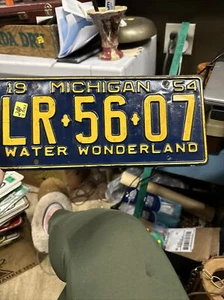 19 MICHIGAN 54
LR·56·07
WATER WONDERLAND